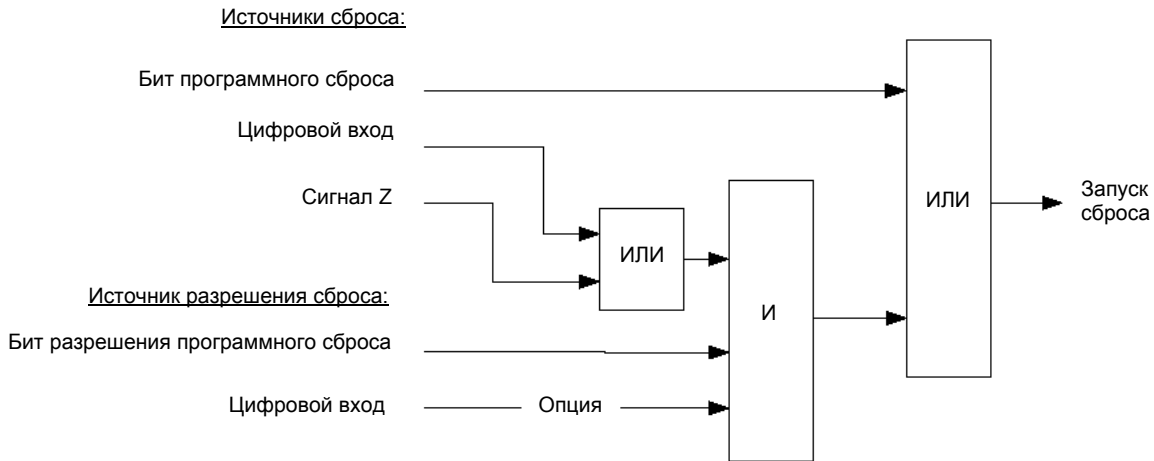 Источники сброса:
Бит программного сброса
Цифровой вход
Сигнал Z
ИЛИ
ИЛИ
Запуск
сброса
Источник разрешения сброса:
И
Бит разрешения программного сброса
Цифровой вход
Опция